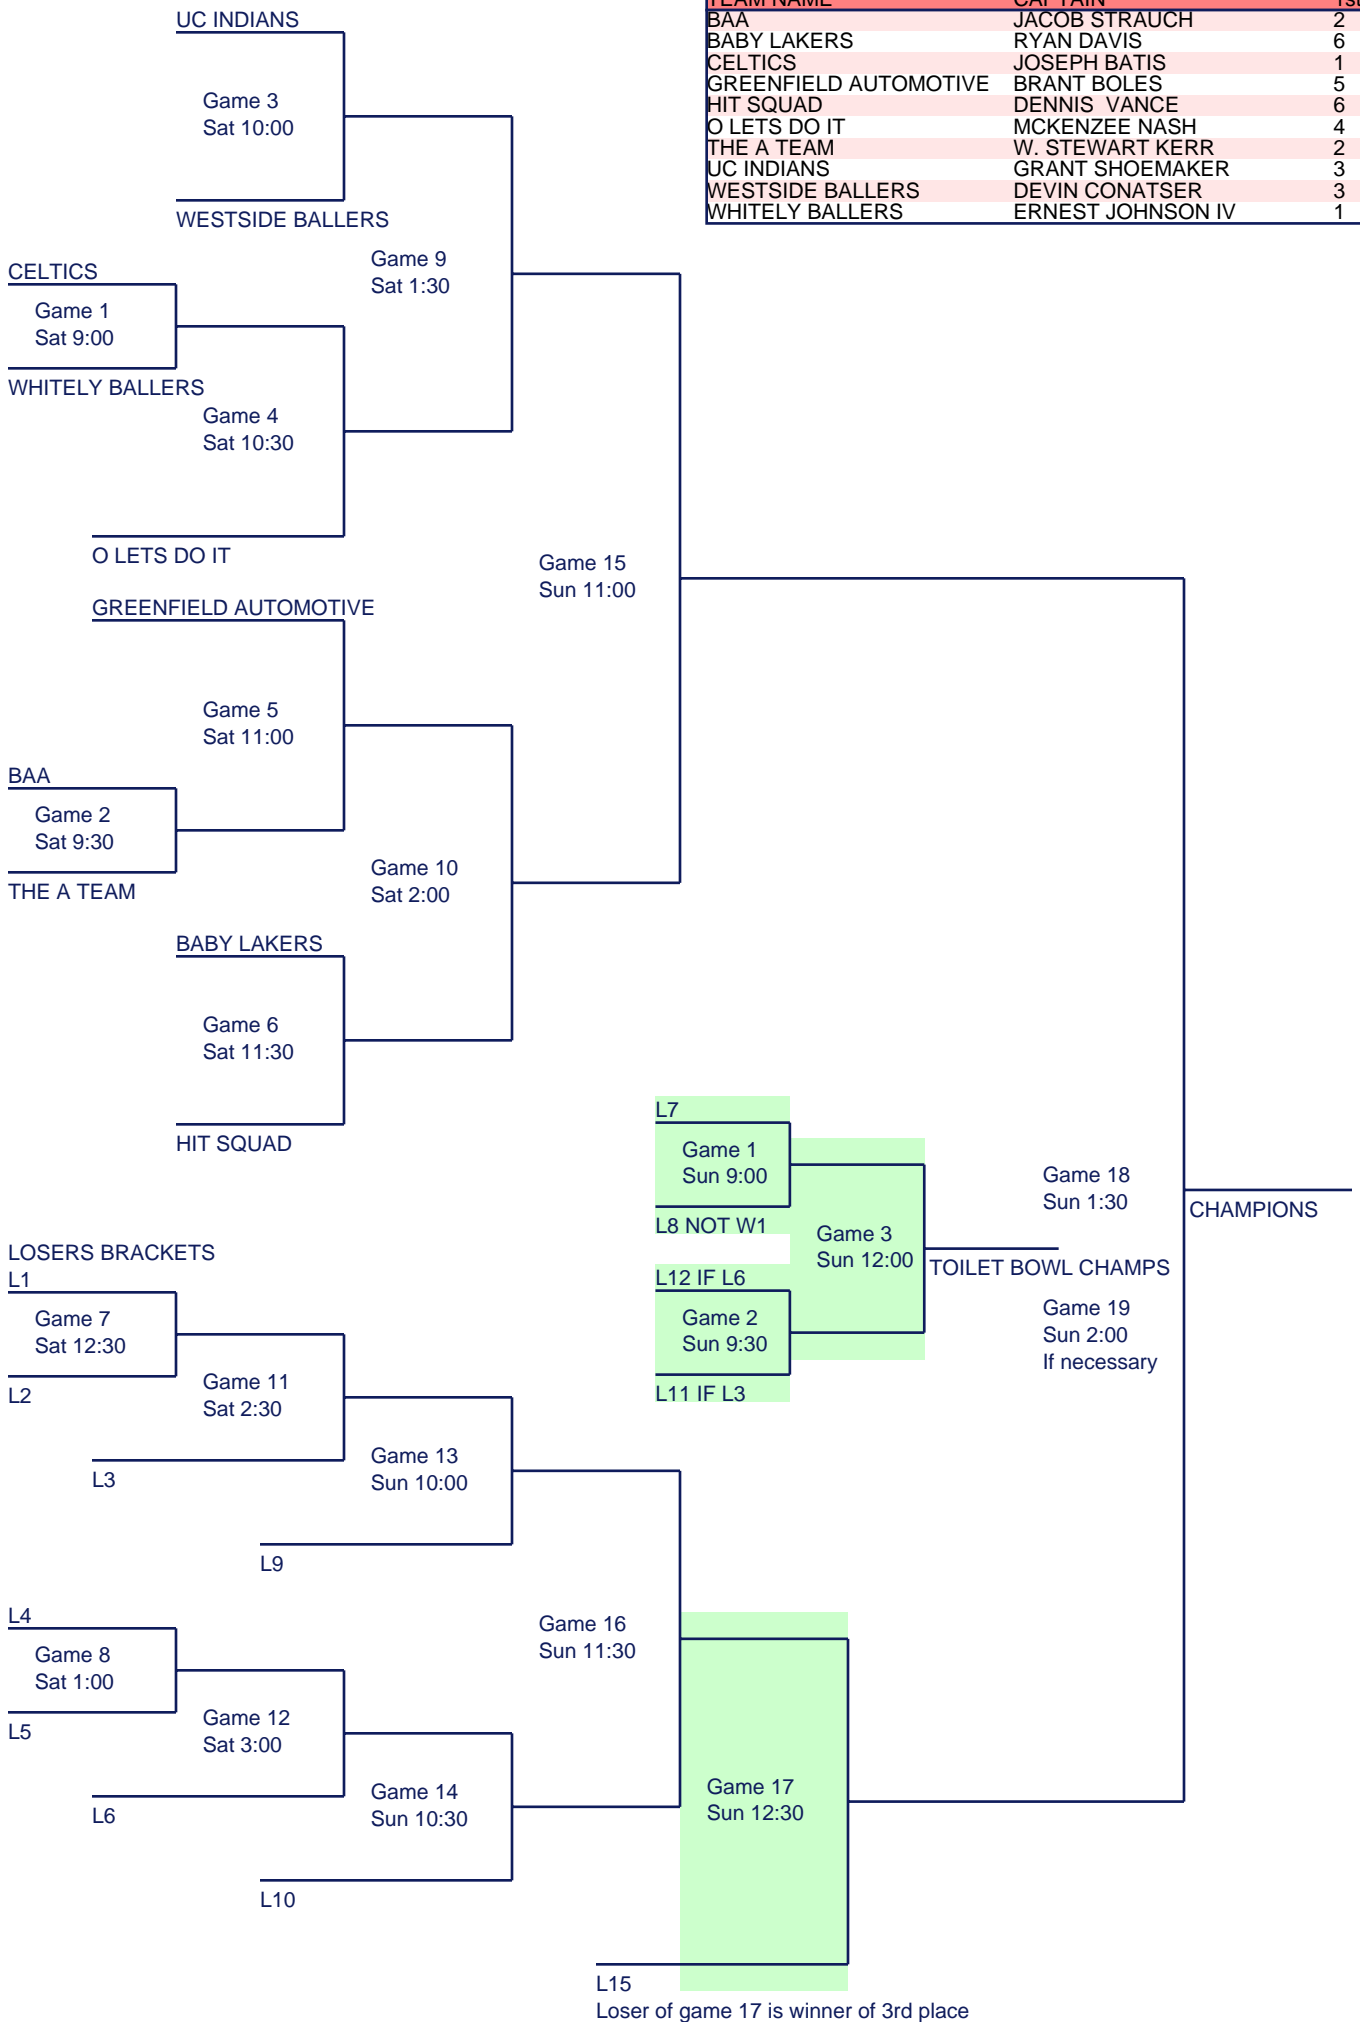 TEAM NAME CAPTAIN
BAA JACOB STRAUCH 2
BABY LAKERS RYAN DAVIS 6
CELTICS JOSEPH BATIS 1
GREENFIELD AUTOMOTIVE BRANT BOLES 5
HIT SQUAD DENNIS VANCE 6
O LETS DO IT MCKENZEE NASH 4
THE A TEAM W. STEWART KERR 2
UC INDIANS GRANT SHOEMAKER 3
WESTSIDE BALLERS DEVIN CONATSER 3
WHITELY BALLERS ERNEST JOHNSON IV 1
UC INDIANS
Game 3
Sat 10:00
WESTSIDE BALLERS
Game 9
Sat 1:30
CELTICS
Game 1
Sat 9:00
WHITELY BALLERS
Game 4
Sat 10:30
O LETS DO IT
Game 15
Sun 11:00
GREENFIELD AUTOMOTIVE
Game 5
Sat 11:00
BAA
Game 2
Sat 9:30
THE A TEAM
Game 10
Sat 2:00
BABY LAKERS
Game 6
Sat 11:30
HIT SQUAD
L7
Game 1
Sun 9:00
L8 NOT W1
Game 3
Sun 12:00
L12 IF L6
Game 2
Sun 9:30
L11 IF L3
TOILET BOWL CHAMPS
Game 18
Sun 1:30
CHAMPIONS
Game 19
Sun 2:00
If necessary
LOSERS BRACKETS
L1
Game 7
Sat 12:30
L2
Game 11
Sat 2:30
L3
Game 13
Sun 10:00
L9
L4
Game 8
Sat 1:00
L5
Game 12
Sat 3:00
L6
Game 14
Sun 10:30
L10
Game 16
Sun 11:30
Game 17
Sun 12:30
L15
Loser of game 17 is winner of 3rd place